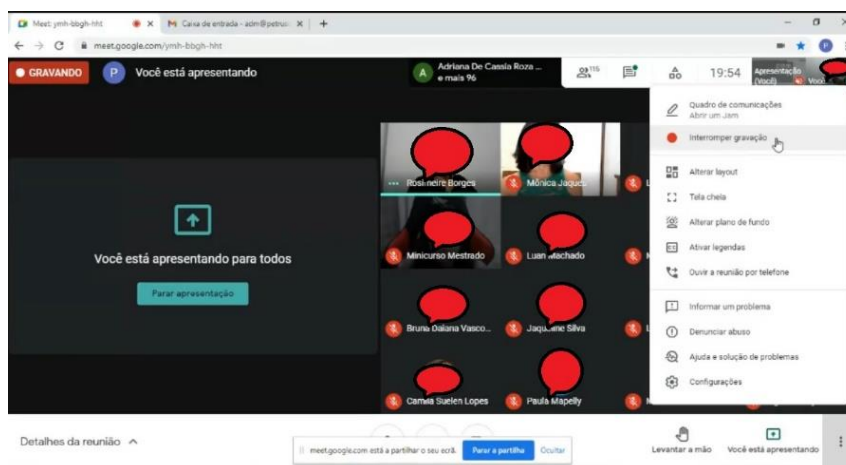 Meet: ymh-bbgh-hht
Caixa de entrada - adm@petrus
meet.google.com/ymh-bbgh-hht
GRAVANDO
P
Você está apresentando
A
Adriana De Cassia Roza ...
e mais 96
115
19:54
Apresentação
(Você)
Você
P
Quadro de comunicações
Abrir um Jam
Interromper gravação
Alterar layout
Tela cheia
Alterar plano de fundo
Ativar legendas
Ouvir a reunião por telefone
Informar um problema
Denunciar abuso
Ajuda e solução de problemas
Configurações
Você está apresentando para todos
Parar apresentação
Rosineire Borges
Mônica Jaques
Minicurso Mestrado
Luan Machado
Bruna Daiana Vasco...
Jaqueline Silva
Camila Suelen Lopes
Paula Mapelly
Detalhes da reunião
meet.google.com está a partilhar o seu ecrã.
Parar a partilha
Ocultar
Levantar a mão
Você está apresentando